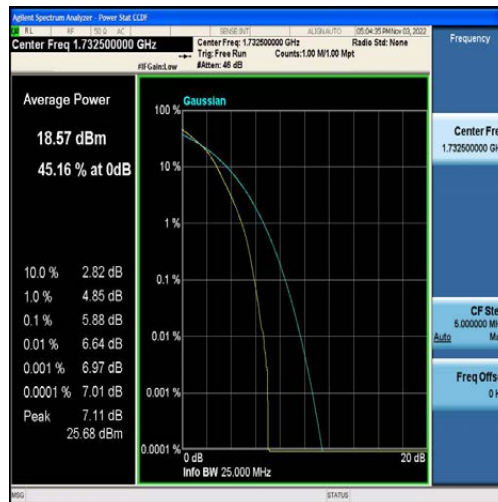 Agilent Spectrum Analyzer - Power Stat CCDF
RL RF 50 Ω AC SENSE:INT ALIGNAUTO 05:04:35 PM Nov 03, 2022
Center Freq 1.732500000 GHz
Center Freq: 1.732500000 GHz Radio Std: None
Trig: Free Run Counts:1.00 M/1.00 Mpt
#IFGain:Low #Atten: 46 dB
Frequency
Average Power
18.57 dBm
45.16 % at 0dB
10.0 % 2.82 dB
1.0 % 4.85 dB
0.1 % 5.88 dB
0.01 % 6.64 dB
0.001 % 6.97 dB
0.0001 % 7.01 dB
Peak 7.11 dB
25.68 dBm
Gaussian
100 %
10 %
1 %
0.1 %
0.01 %
0.001 %
0.0001 %
0 dB 20 dB
Info BW 25.000 MHz
Center Fre
1.732500000 GH
CF Ste
5.000000 MH
Auto Ma
Freq Offs
0 H
MSG STATUS